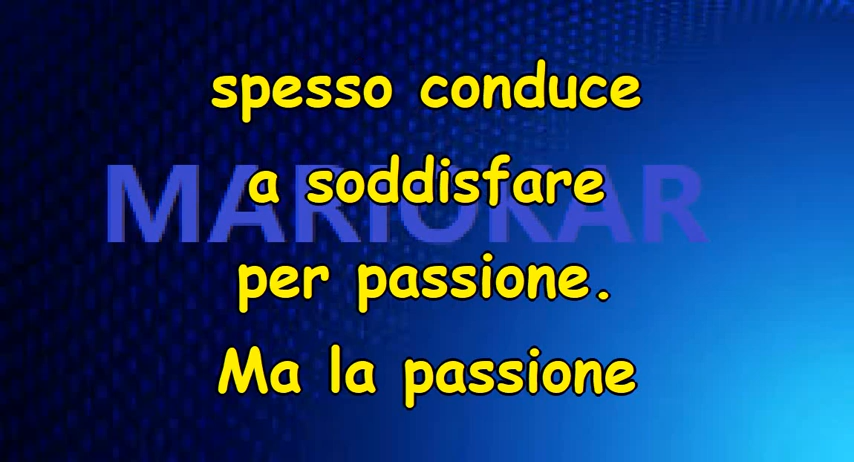 spesso conduce
MARIOKAR
a soddisfare
per passione.
Ma la passione